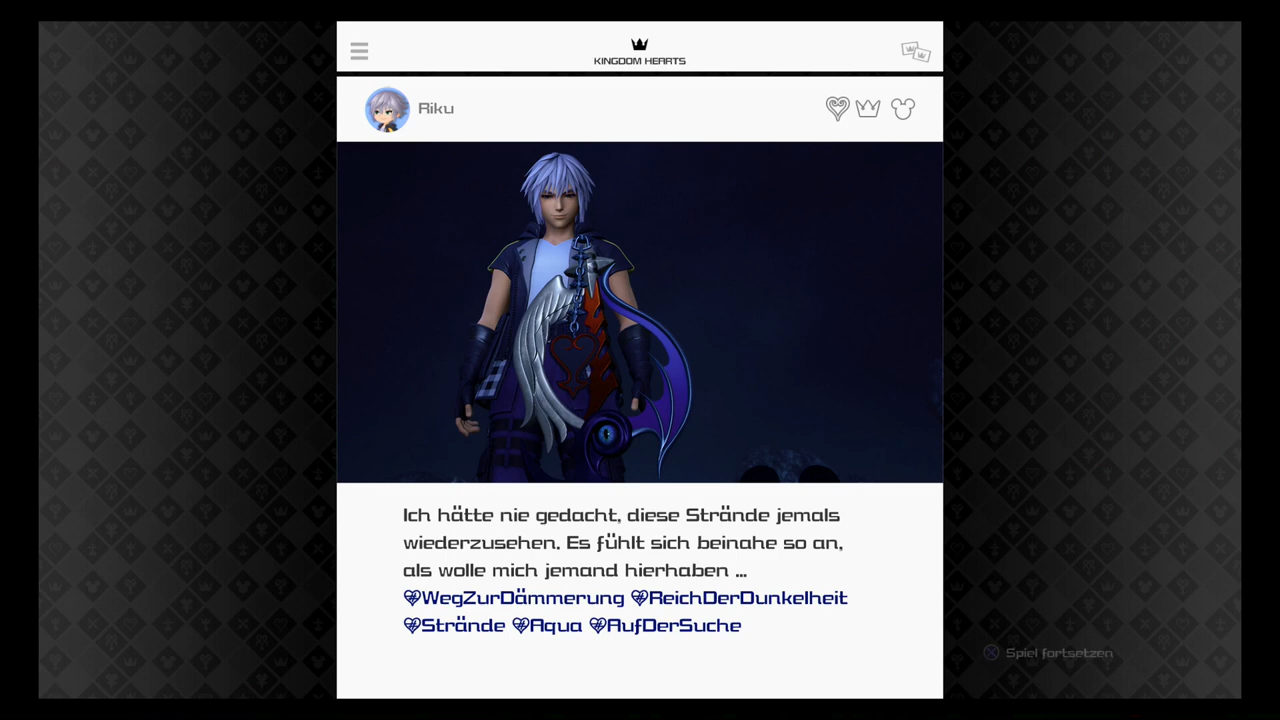 KINGDOM HEARTS
Riku
Ich hätte nie gedacht, diese Strände jemals
wiederzusehen. Es fühlt sich beinahe so an,
als wolle mich jemand hierhaben ...
#WegZurDämmerung #ReichDerDunkelheit
#Strände #Aqua #AufDerSuche
Spiel fortsetzen